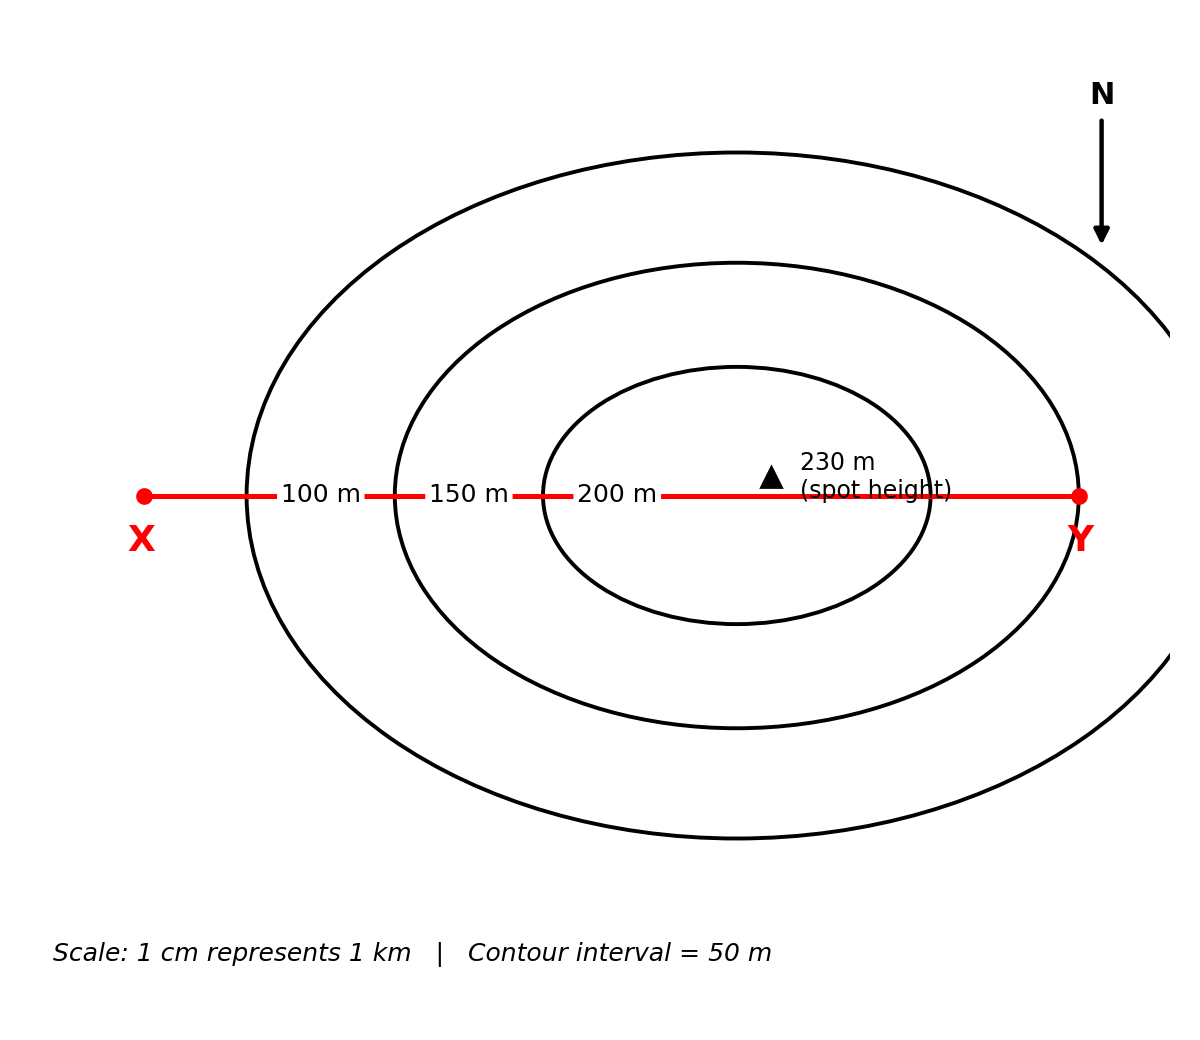 N
230 m
(spot height)
100 m
150 m
200 m
X
Y
Scale: 1 cm represents 1 km   |   Contour interval = 50 m